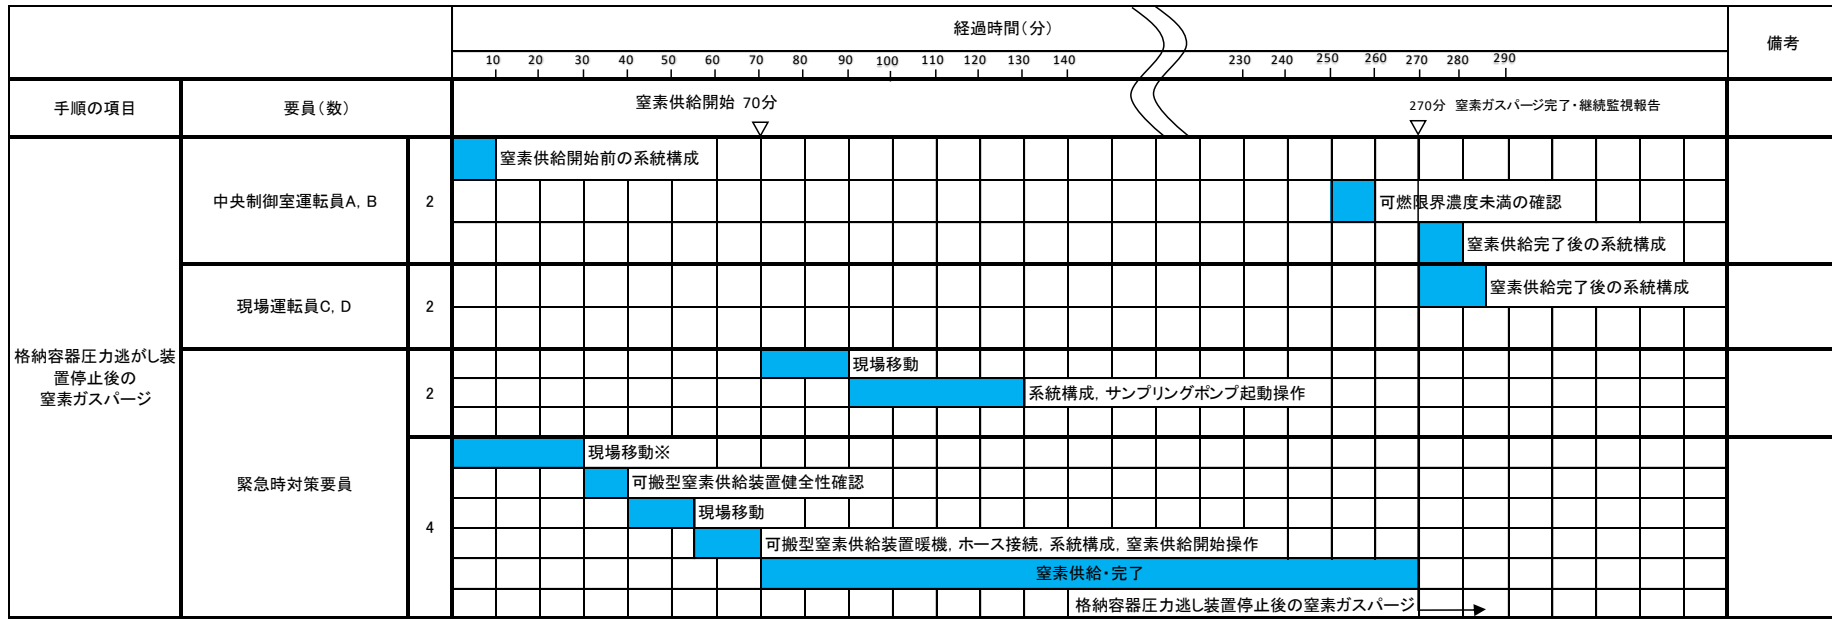 経過時間(分)
備考
10 20 30 40 50 60 70 80 90 100 110 120 130 140 230 240 250 260 270 280 290
手順の項目
要員(数)
窒素供給開始 70分
270分 窒素ガスパージ完了・継続監視報告
格納容器圧力逃がし装
置停止後の
窒素ガスパージ
中央制御室運転員A, B
2
窒素供給開始前の系統構成
可燃限界濃度未満の確認
窒素供給完了後の系統構成
現場運転員C, D
2
窒素供給完了後の系統構成
緊急時対策要員
2
現場移動
系統構成, サンプリングポンプ起動操作
4
現場移動※
可搬型窒素供給装置健全性確認
現場移動
可搬型窒素供給装置暖機, ホース接続, 系統構成, 窒素供給開始操作
窒素供給・完了
格納容器圧力逃し装置停止後の窒素ガスパージ